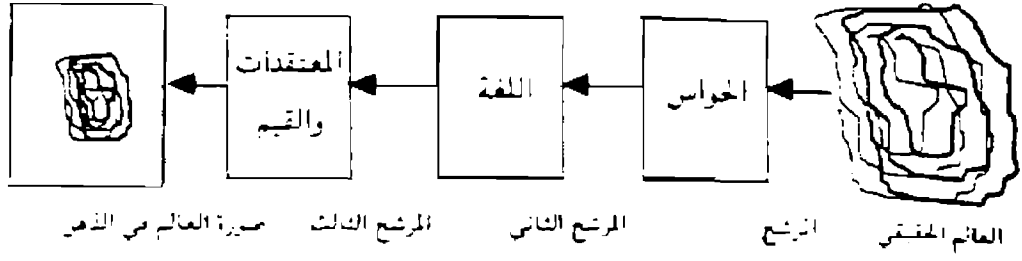 الحواس
اللغة
المعتقدات
والقيم
العالم الحقيقي
المرشح
المرشح الثاني
المرشح الثالث
صورة العالم في الذهن